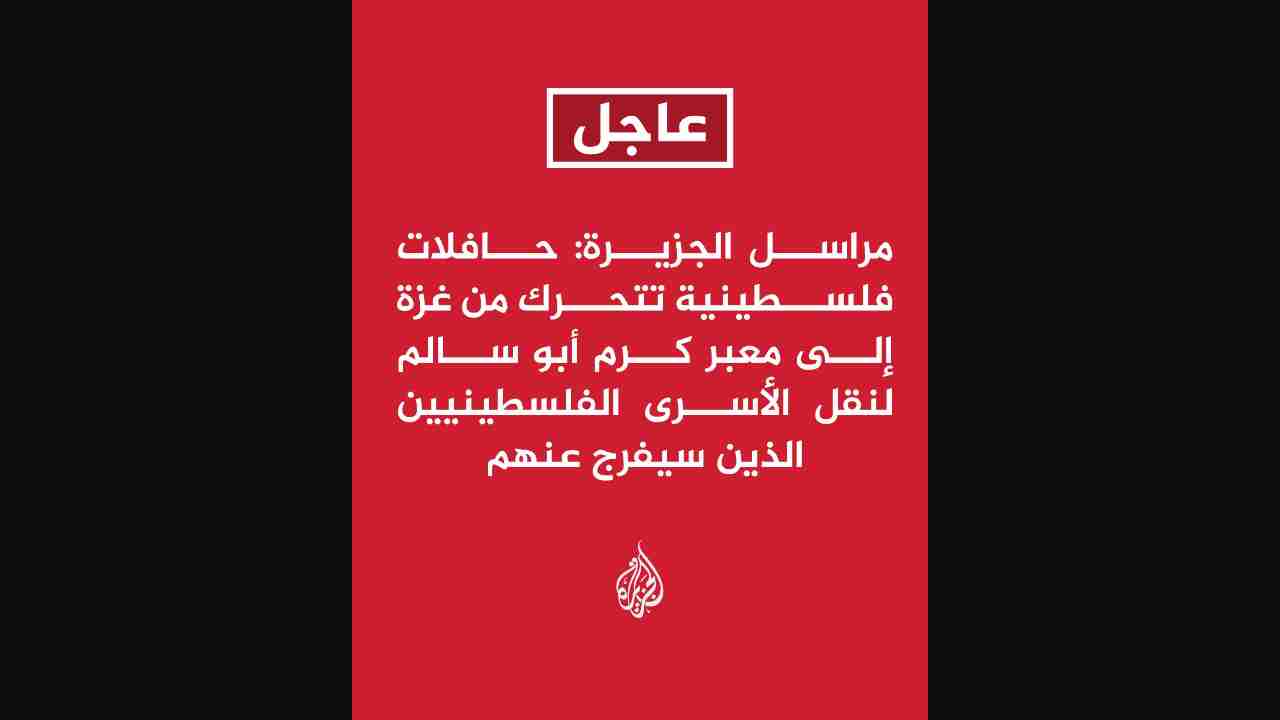 عاجل
مراسل الجزيرة: حافلات
فلسطينية تتحرك من غزة
إلى معبر كرم أبو سالم
لنقل الأسرى الفلسطينيين
الذين سيفرج عنهم
الجزيرة